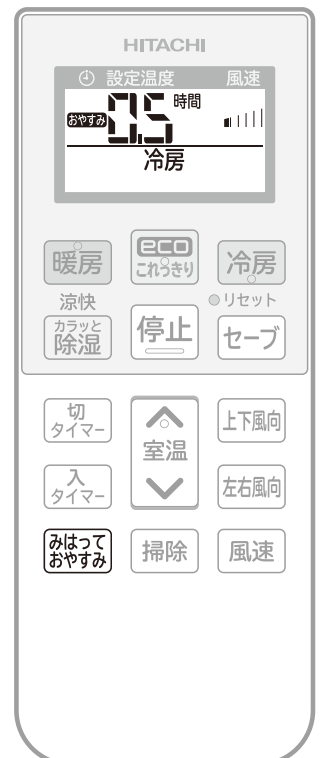 HITACHI
設定温度 風速
おやすみ 0.5 時間
冷房
暖房 eco これっきり 冷房
涼快 リセット
カラッと 除湿 停止 セーブ
切 タイマー 室温 上下風向
入 タイマー 左右風向
みはって おやすみ 掃除 風速